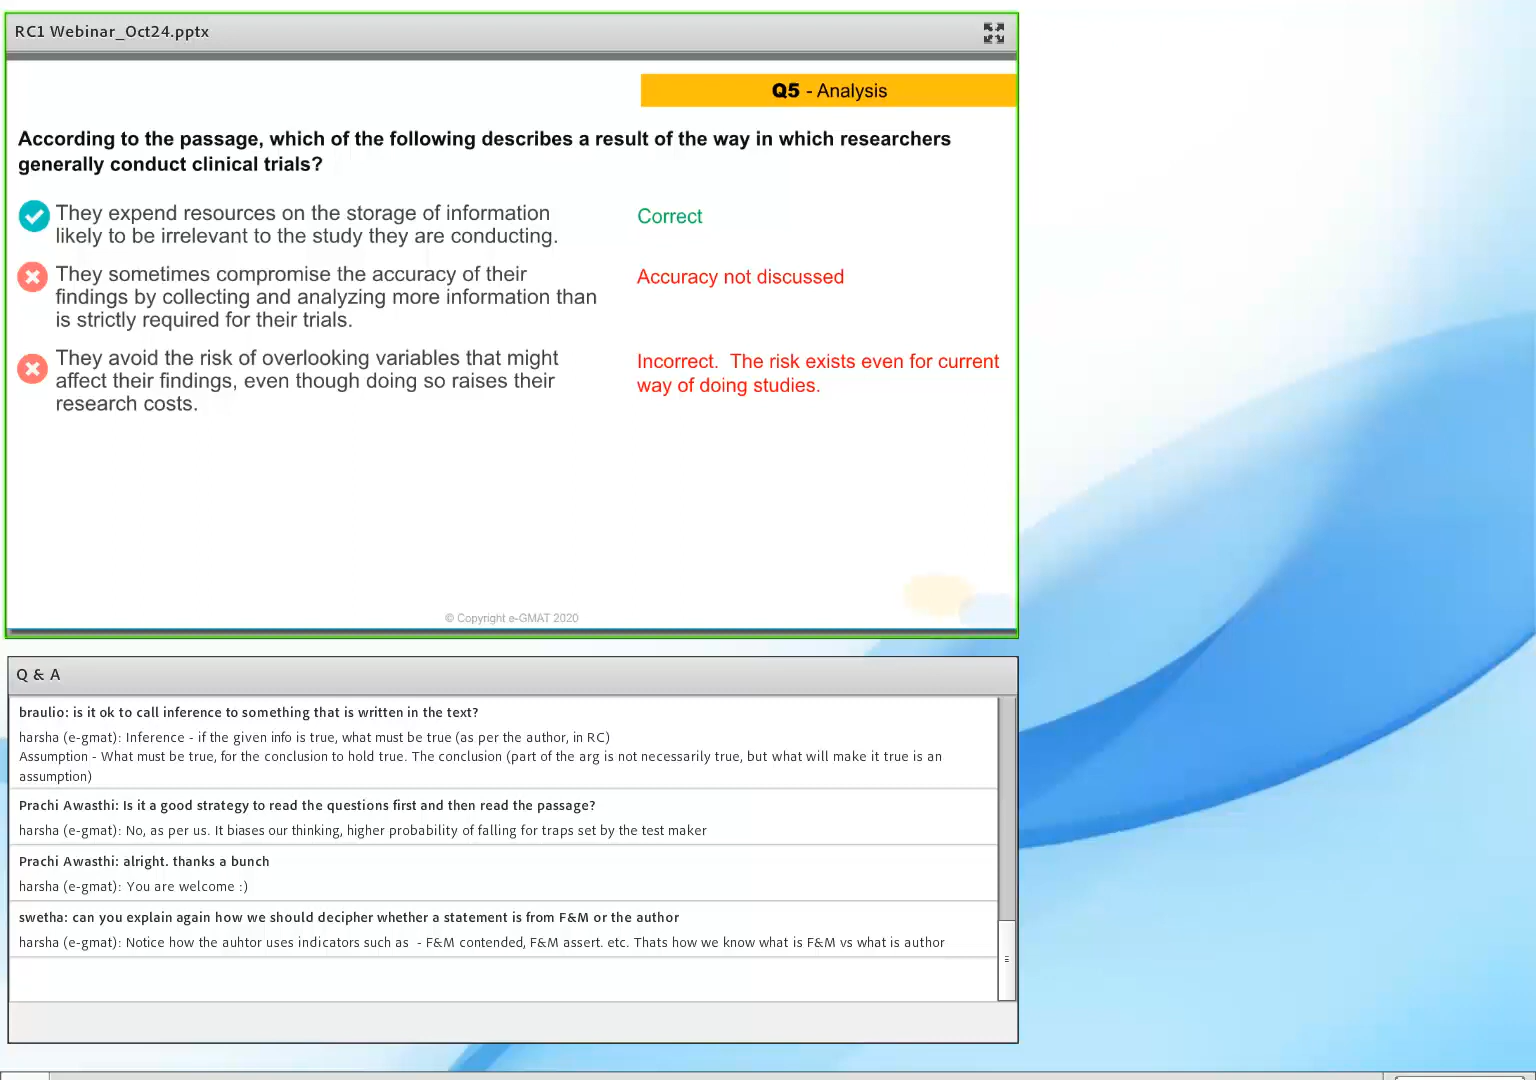 RC1 Webinar_Oct24.pptx
Q5 - Analysis
According to the passage, which of the following describes a result of the way in which researchers
generally conduct clinical trials?
They expend resources on the storage of information
likely to be irrelevant to the study they are conducting.
Correct
They sometimes compromise the accuracy of their
findings by collecting and analyzing more information than
is strictly required for their trials.
Accuracy not discussed
They avoid the risk of overlooking variables that might
affect their findings, even though doing so raises their
research costs.
Incorrect. The risk exists even for current
way of doing studies.
© Copyright e-GMAT 2020
Q & A
braulio: is it ok to call inference to something that is written in the text?
harsha (e-gmat): Inference - if the given info is true, what must be true (as per the author, in RC)
Assumption - What must be true, for the conclusion to hold true. The conclusion (part of the arg is not necessarily true, but what will make it true is an
assumption)
Prachi Awasthi: Is it a good strategy to read the questions first and then read the passage?
harsha (e-gmat): No, as per us. It biases our thinking, higher probability of falling for traps set by the test maker
Prachi Awasthi: alright. thanks a bunch
harsha (e-gmat): You are welcome :)
swetha: can you explain again how we should decipher whether a statement is from F&M or the author
harsha (e-gmat): Notice how the auhtor uses indicators such as  - F&M contended, F&M assert. etc. Thats how we know what is F&M vs what is author